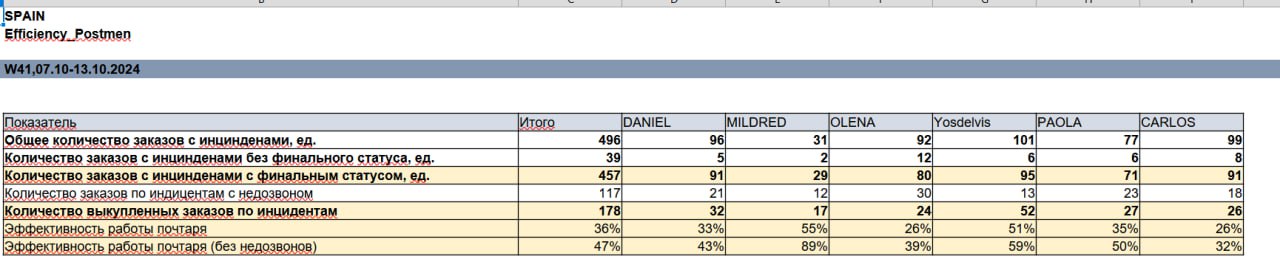 SPAIN
Efficiency_Postmen
W41,07.10-13.10.2024
Показатель Итого DANIEL MILDRED OLENA Yosdelvis PAOLA CARLOS
Общее количество заказов с инцинденами, ед. 496 96 31 92 101 77 99
Количество заказов с инцинденами без финального статуса, ед. 39 5 2 12 6 6 8
Количество заказов с инцинденами с финальным статусом, ед. 457 91 29 80 95 71 91
Количество заказов по индицентам с недозвоном 117 21 12 30 13 23 18
Количество выкупленных заказов по инцидентам 178 32 17 24 52 27 26
Эффективность работы почтаря 36% 33% 55% 26% 51% 35% 26%
Эффективность работы почтаря (без недозвонов) 47% 43% 89% 39% 59% 50% 32%